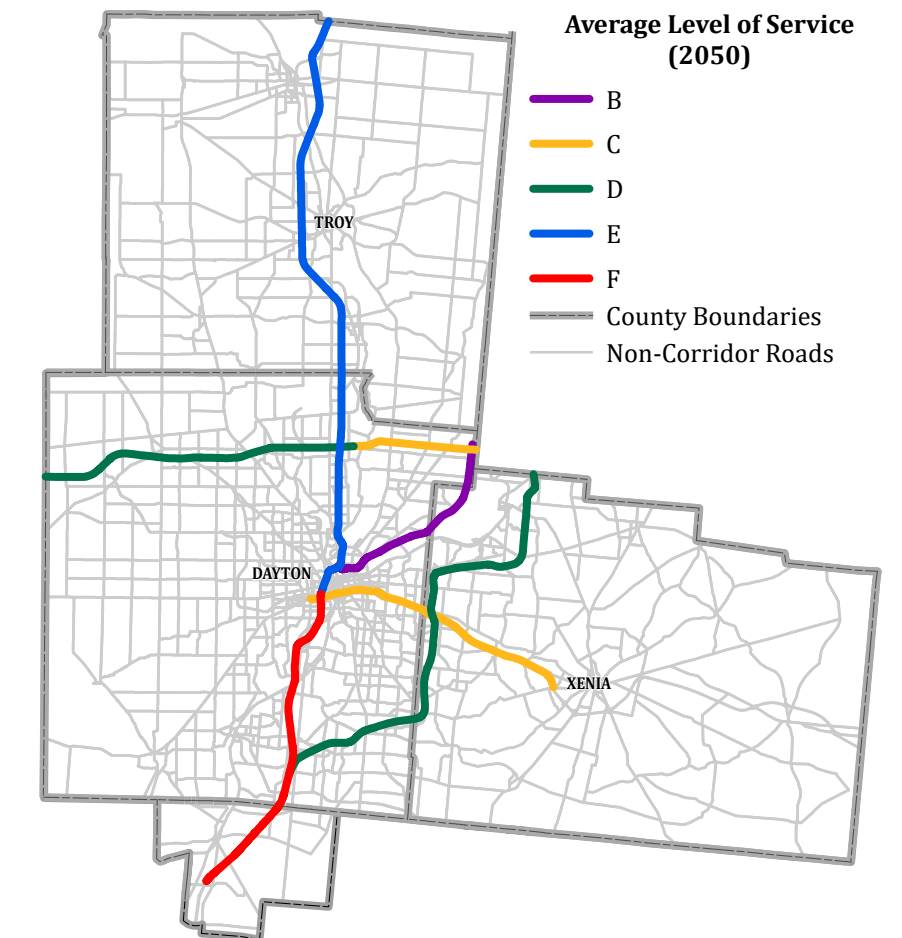 Average Level of Service
(2050)
B
C
D
E
F
County Boundaries
Non-Corridor Roads
TROY
DAYTON
XENIA